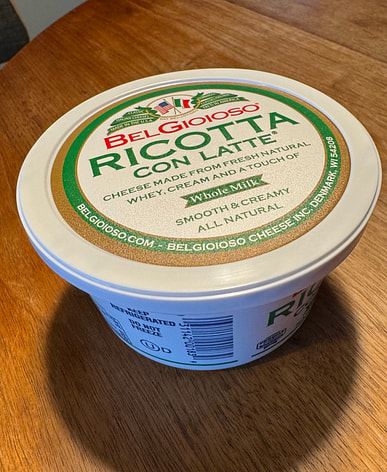 BELGIOIOSO®
RICOTTA
CON LATTE®
CHEESE MADE FROM FRESH NATURAL
WHEY, CREAM AND A TOUCH OF
Whole Milk
SMOOTH & CREAMY
ALL NATURAL
BELGIOIOSO.COM - BELGIOIOSO CHEESE INC. DENMARK, WI 54208
KEEP
REFRIGERATED
DO NOT
FREEZE
U D